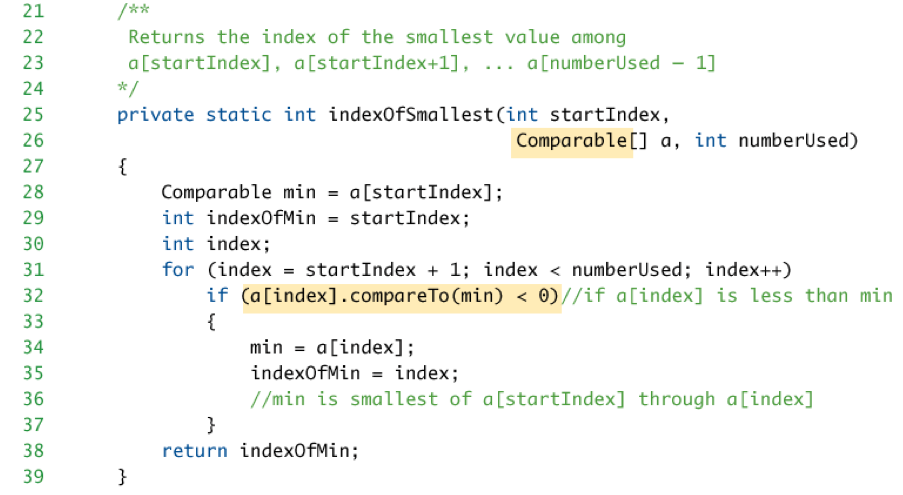 21 /**
22 Returns the index of the smallest value among
23 a[startIndex], a[startIndex+1], ... a[numberUsed – 1]
24 */
25 private static int indexOfSmallest(int startIndex,
26 Comparable[] a, int numberUsed)
27 {
28 Comparable min = a[startIndex];
29 int indexOfMin = startIndex;
30 int index;
31 for (index = startIndex + 1; index < numberUsed; index++)
32 if (a[index].compareTo(min) < 0)//if a[index] is less than min
33 {
34 min = a[index];
35 indexOfMin = index;
36 //min is smallest of a[startIndex] through a[index]
37 }
38 return indexOfMin;
39 }